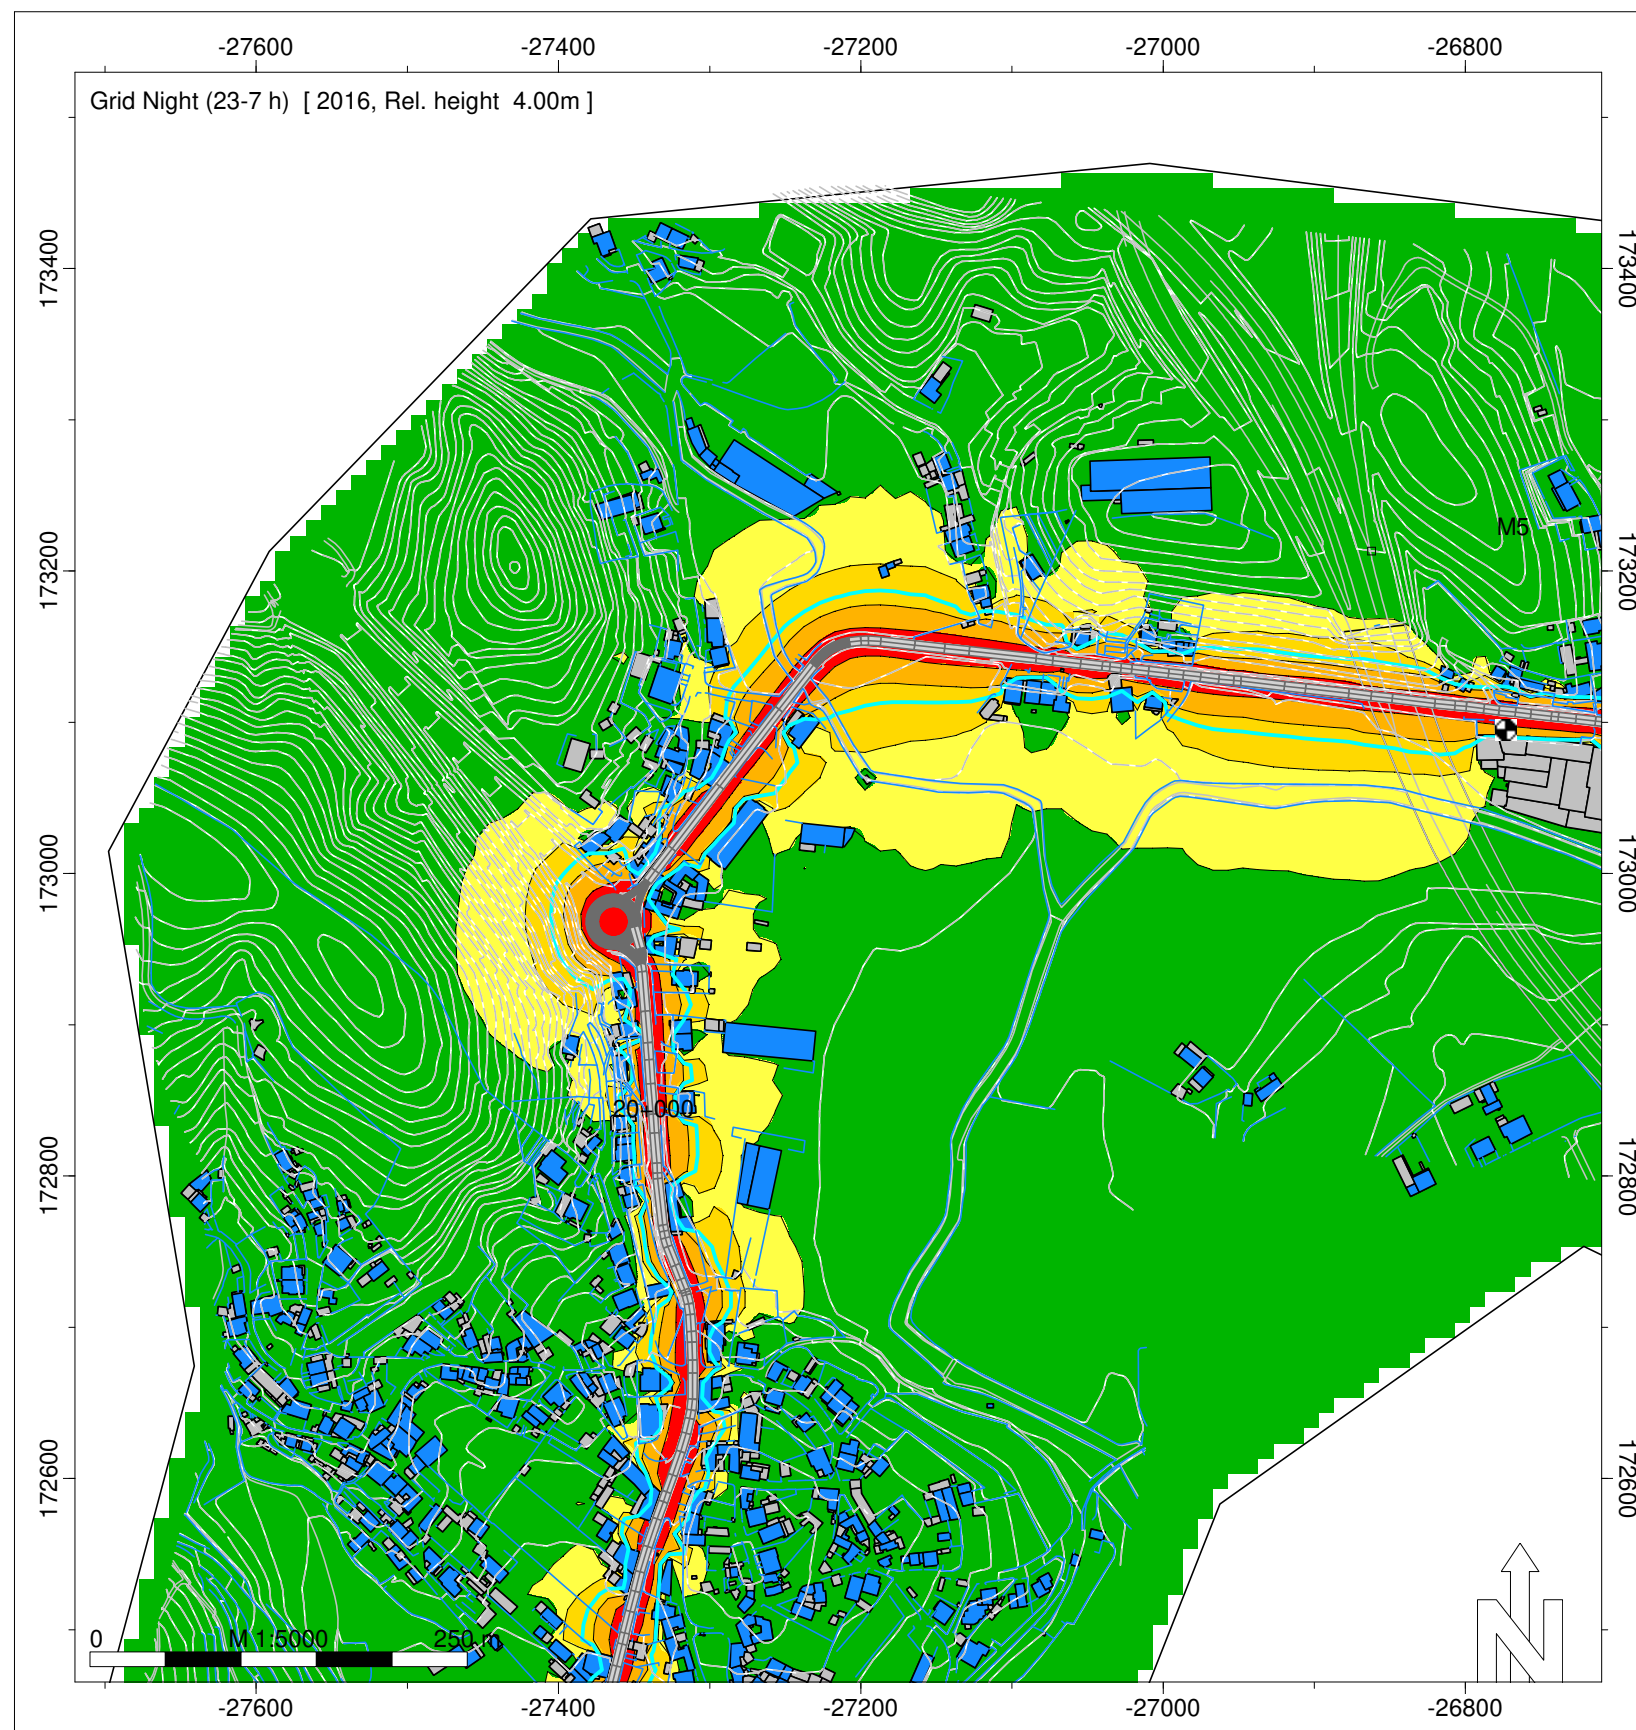 -27600 -27400 -27200 -27000 -26800
Grid Night (23-7 h) [ 2016, Rel. height 4.00m ]
173400 173400
M5
173200 173200
173000 173000
20+000
172800 172800
172600 172600
0 M 1:5000 250 m
N
-27600 -27400 -27200 -27000 -26800